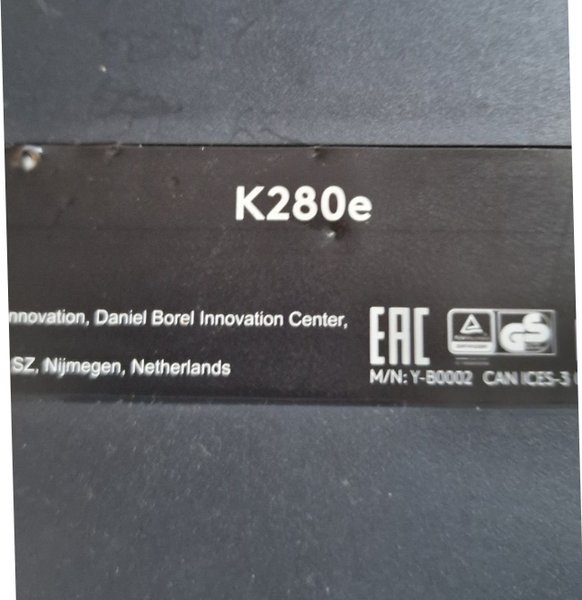 K280e
nnovation, Daniel Borel Innovation Center,
SZ, Nijmegen, Netherlands
EAC
GS
M/N: Y-B0002 CAN ICES-3